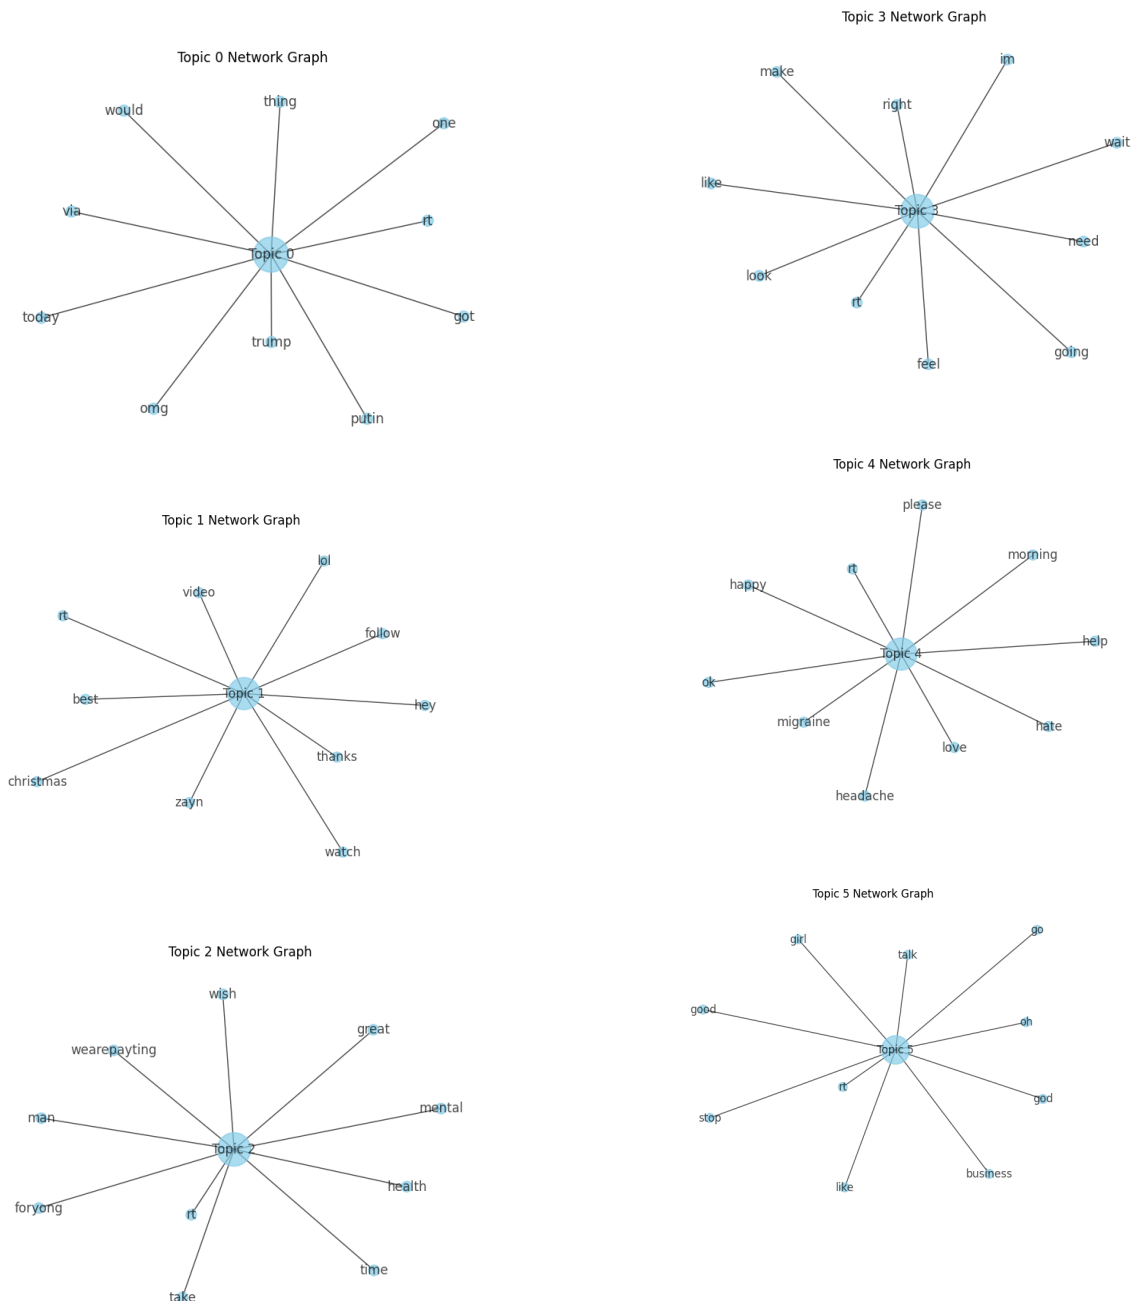 Topic 0 Network Graph
thing
would
one
via
rt
Topic 0
today
got
trump
omg
putin
Topic 1 Network Graph
lol
video
rt
follow
Topic 1
best
hey
thanks
christmas
zayn
watch
Topic 2 Network Graph
wish
great
wearepayting
mental
man
Topic 2
health
foryong
rt
time
take
Topic 3 Network Graph
im
make
right
wait
like
Topic 3
need
look
rt
going
feel
Topic 4 Network Graph
please
morning
rt
happy
help
Topic 4
ok
migraine
hate
love
headache
Topic 5 Network Graph
go
girl
talk
good
oh
Topic 5
rt
god
stop
business
like